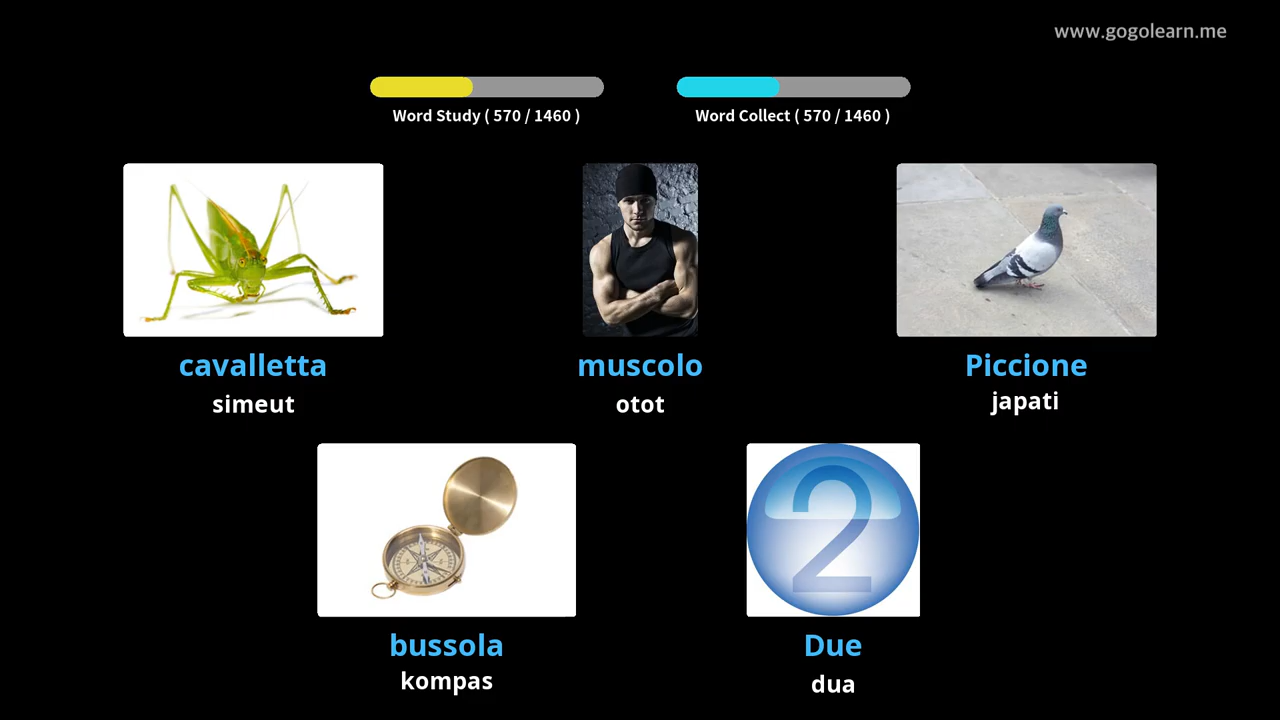 www.gogolearn.me
Word Study ( 570 / 1460 )
Word Collect ( 570 / 1460 )
cavalletta
simeut
muscolo
otot
Piccione
japati
bussola
kompas
2
Due
dua